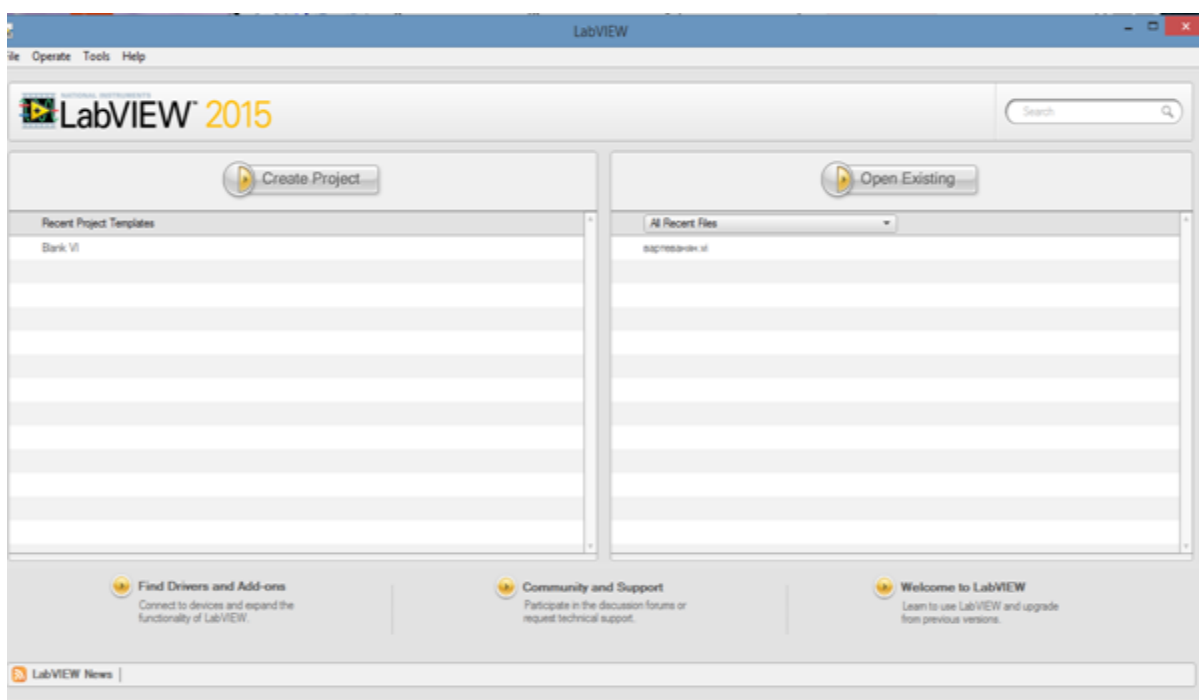 LabVIEW
File Operate Tools Help
NATIONAL INSTRUMENTS
LabVIEW™ 2015
Search
Create Project
Open Existing
Recent Project Templates
All Recent Files
Blank VI
Find Drivers and Add-ons
Connect to devices and expand the
functionality of LabVIEW.
Community and Support
Participate in the discussion forums or
request technical support.
Welcome to LabVIEW
Learn to use LabVIEW and upgrade
from previous versions.
LabVIEW News